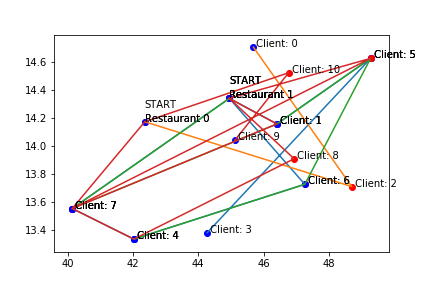 Client: 0
14.6
Client: 5
Client: 10
14.4
START
Restaurant 1
START
14.2
Restaurant 0
Client: 1
14.0
Client: 9
Client: 8
13.8
Client: 6
Client: 2
13.6
Client: 7
13.4
Client: 4
Client: 3
40
42
44
46
48